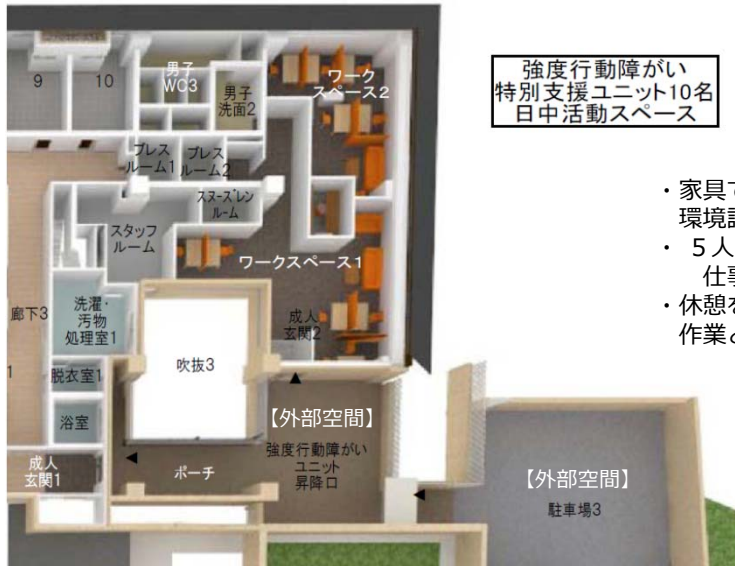 強度行動障がい
特別支援ユニット10名
日中活動スペース
9
10
男子
WC3
男子
洗面2
ワーク
スペース2
ブレス
ルーム1
ブレス
ルーム2
スヌーズレン
ルーム
スタッフ
ルーム
ワークスペース1
廊下3
洗濯・
汚物
処理室1
成人
玄関2
吹抜3
1
脱衣室1
浴室
【外部空間】
強度行動障がい
ユニット
昇降口
成人
玄関1
ポーチ
【外部空間】
駐車場3
・家具で
環境
・ 5人
仕事
・休憩を
作業と